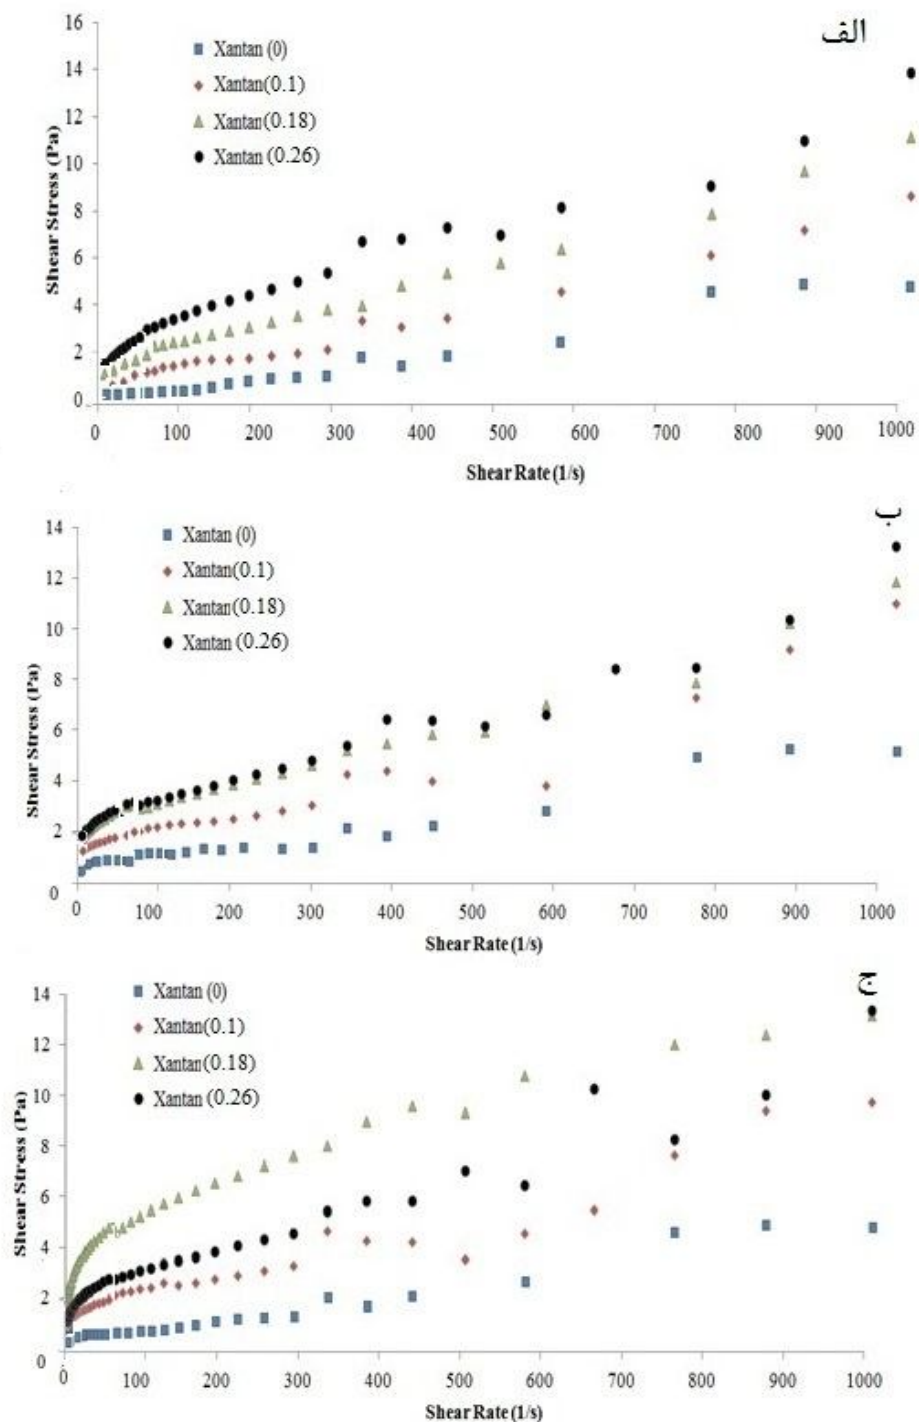 الف
16
14
12
10
8
6
4
2
0
Shear Stress (Pa)
Xantan (0)
Xantan(0.1)
Xantan(0.18)
Xantan (0.26)
0 100 200 300 400 500 600 700 800 900 1000
Shear Rate (1/s)
ب
14
12
10
8
6
4
2
0
Shear Stress (Pa)
Xantan (0)
Xantan(0.1)
Xantan(0.18)
Xantan (0.26)
0 100 200 300 400 500 600 700 800 900 1000
Shear Rate (1/s)
ج
14
12
10
8
6
4
2
0
Shear Stress (Pa)
Xantan (0)
Xantan(0.1)
Xantan(0.18)
Xantan (0.26)
0 100 200 300 400 500 600 700 800 900 1000
Shear Rate (1/s)